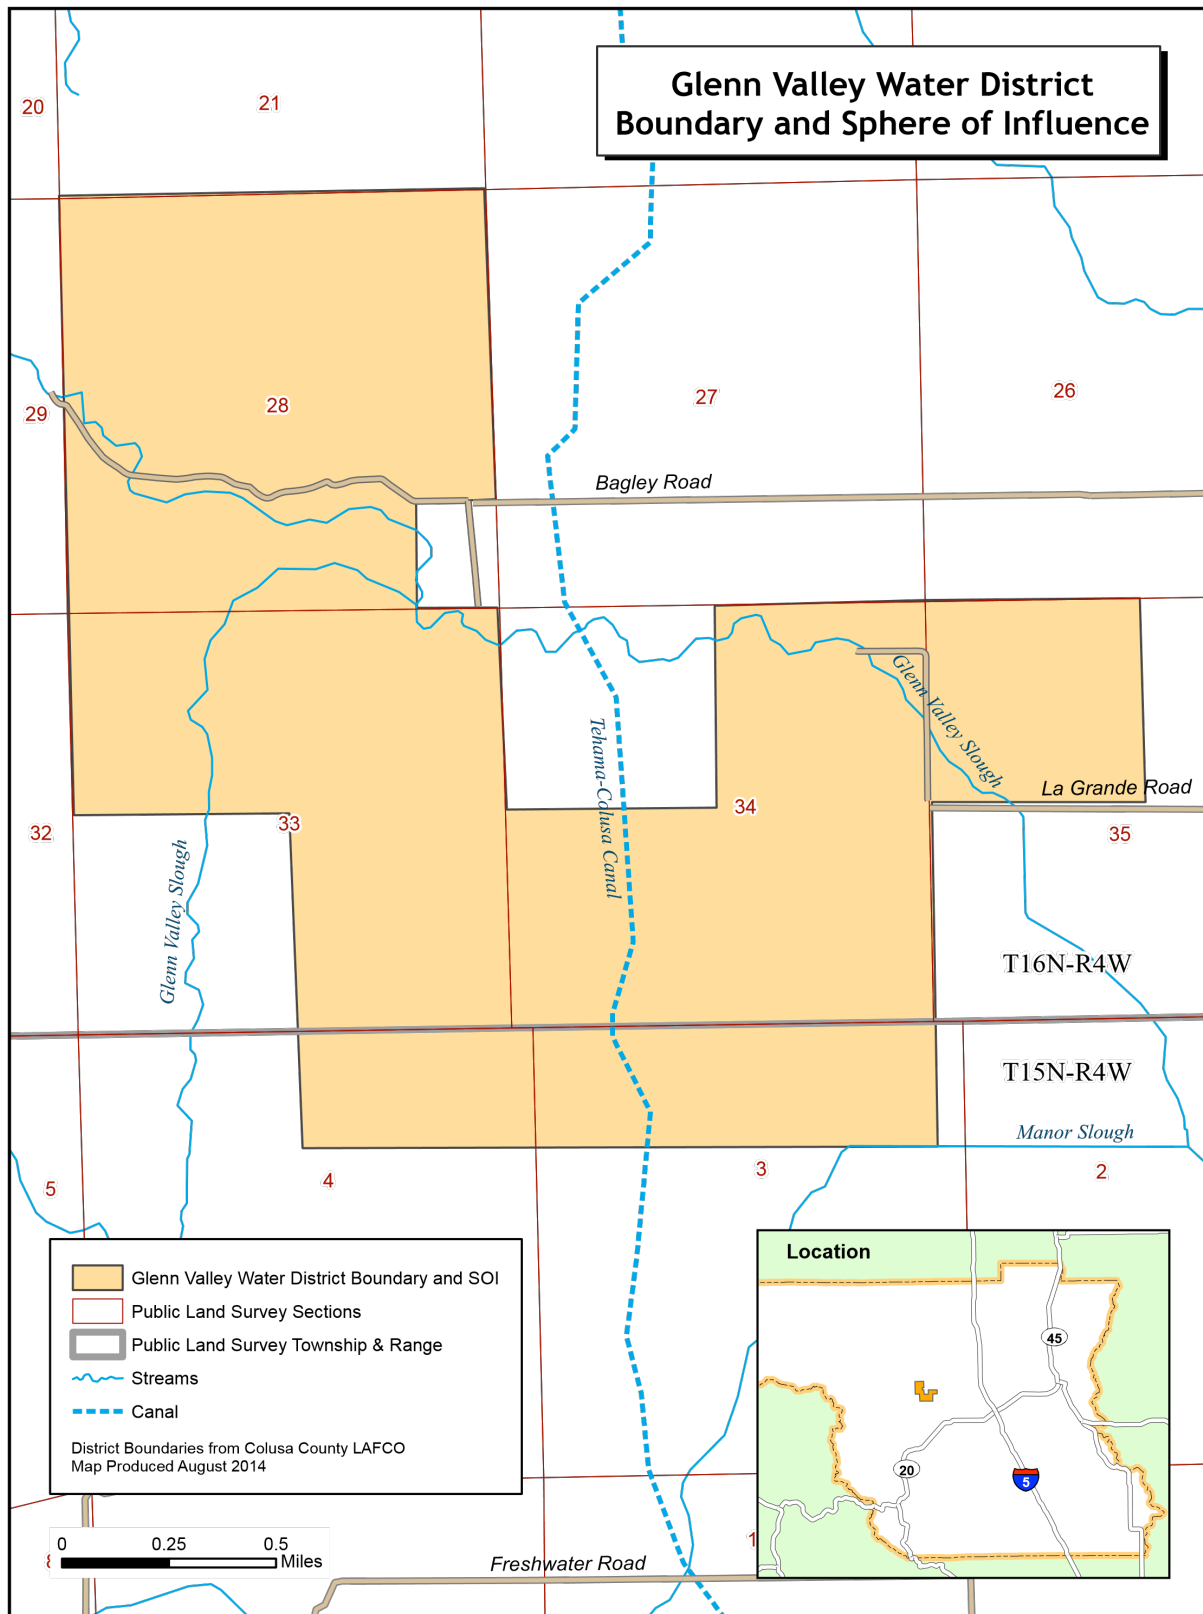 Glenn Valley Water District
Boundary and Sphere of Influence
20
21
29
28
27
26
Bagley Road
Glenn Valley Slough
La Grande Road
Tehama-Colusa Canal
34
33
32
35
Glenn Valley Slough
T16N-R4W
T15N-R4W
Manor Slough
5
4
3
2
Glenn Valley Water District Boundary and SOI
Public Land Survey Sections
Public Land Survey Township & Range
Streams
Canal
District Boundaries from Colusa County LAFCO
Map Produced August 2014
Location
45
20
5
0
0.25
0.5
Miles
Freshwater Road